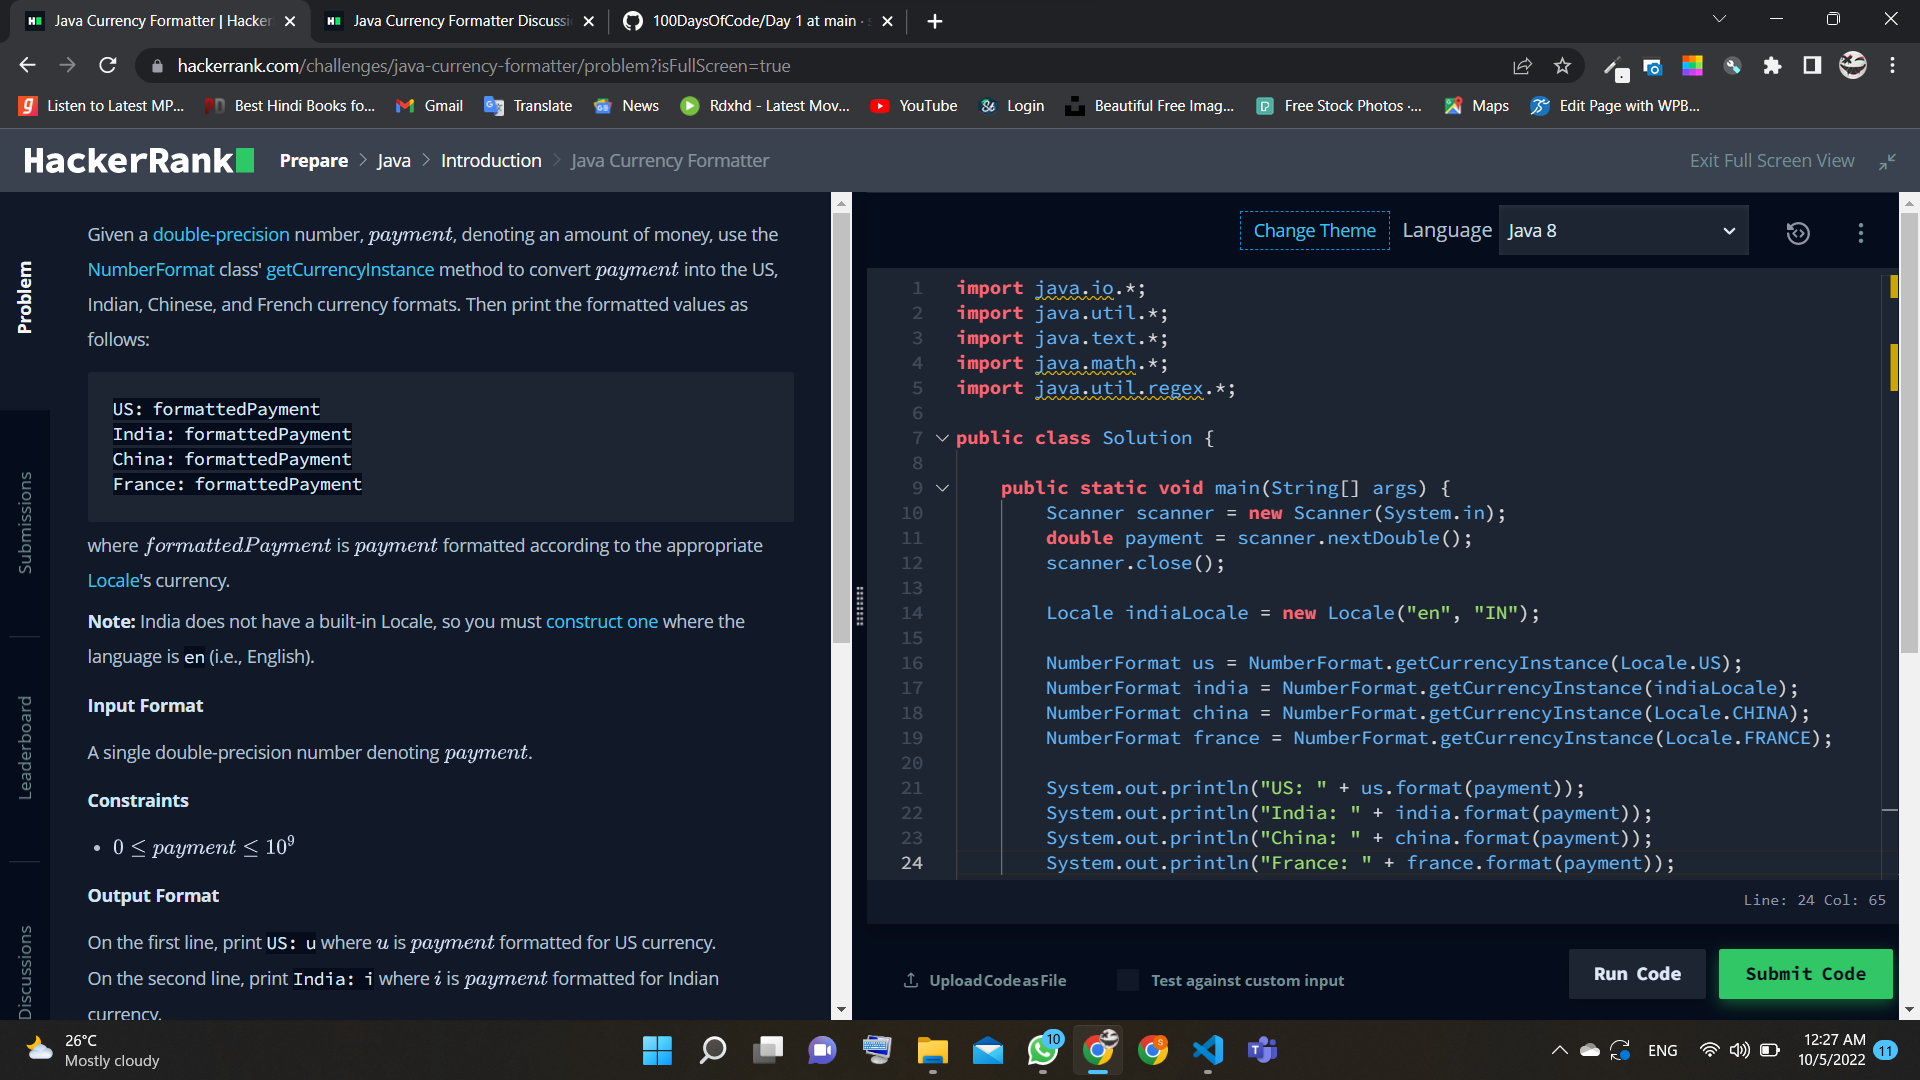 Java Currency Formatter | Hacker
Java Currency Formatter Discussi
100DaysOfCode/Day 1 at main · s
hackerrank.com/challenges/java-currency-formatter/problem?isFullScreen=true
Listen to Latest MP...
Best Hindi Books fo...
Gmail
Translate
News
Rdxhd - Latest Mov...
YouTube
Login
Beautiful Free Imag...
Free Stock Photos ·...
Maps
Edit Page with WPB...
HackerRank
Prepare > Java > Introduction > Java Currency Formatter
Exit Full Screen View
Problem
Submissions
Leaderboard
Discussions
Given a double-precision number, payment, denoting an amount of money, use the
NumberFormat class' getCurrencyInstance method to convert payment into the US,
Indian, Chinese, and French currency formats. Then print the formatted values as
follows:
US: formattedPayment
India: formattedPayment
China: formattedPayment
France: formattedPayment
where formattedPayment is payment formatted according to the appropriate
Locale's currency.
Note: India does not have a built-in Locale, so you must construct one where the
language is en (i.e., English).
Input Format
A single double-precision number denoting payment.
Constraints
• 0 ≤ payment ≤ 10⁹
Output Format
On the first line, print US: u where u is payment formatted for US currency.
On the second line, print India: i where i is payment formatted for Indian
currency.
Change Theme
Language
Java 8
1 import java.io.*;
2 import java.util.*;
3 import java.text.*;
4 import java.math.*;
5 import java.util.regex.*;
6
7 public class Solution {
8
9 public static void main(String[] args) {
10 Scanner scanner = new Scanner(System.in);
11 double payment = scanner.nextDouble();
12 scanner.close();
13
14 Locale indiaLocale = new Locale("en", "IN");
15
16 NumberFormat us = NumberFormat.getCurrencyInstance(Locale.US);
17 NumberFormat india = NumberFormat.getCurrencyInstance(indiaLocale);
18 NumberFormat china = NumberFormat.getCurrencyInstance(Locale.CHINA);
19 NumberFormat france = NumberFormat.getCurrencyInstance(Locale.FRANCE);
20
21 System.out.println("US: " + us.format(payment));
22 System.out.println("India: " + india.format(payment));
23 System.out.println("China: " + china.format(payment));
24 System.out.println("France: " + france.format(payment));
Line: 24 Col: 65
Upload Code as File
Test against custom input
Run Code
Submit Code
26°C
Mostly cloudy
10
ENG
12:27 AM
10/5/2022
11